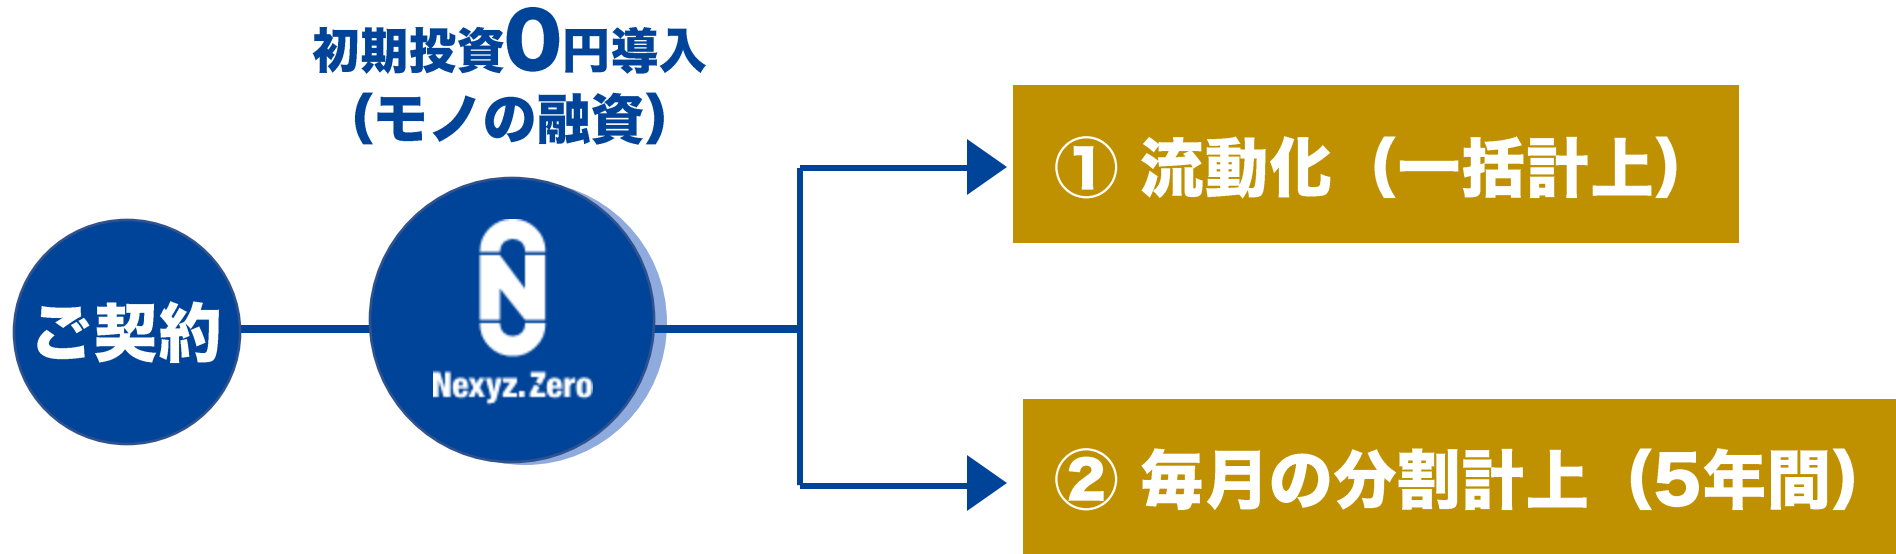 初期投資0円導入
（モノの融資）
ご契約
Nexyz.Zero
① 流動化（一括計上）
② 毎月の分割計上（5年間）